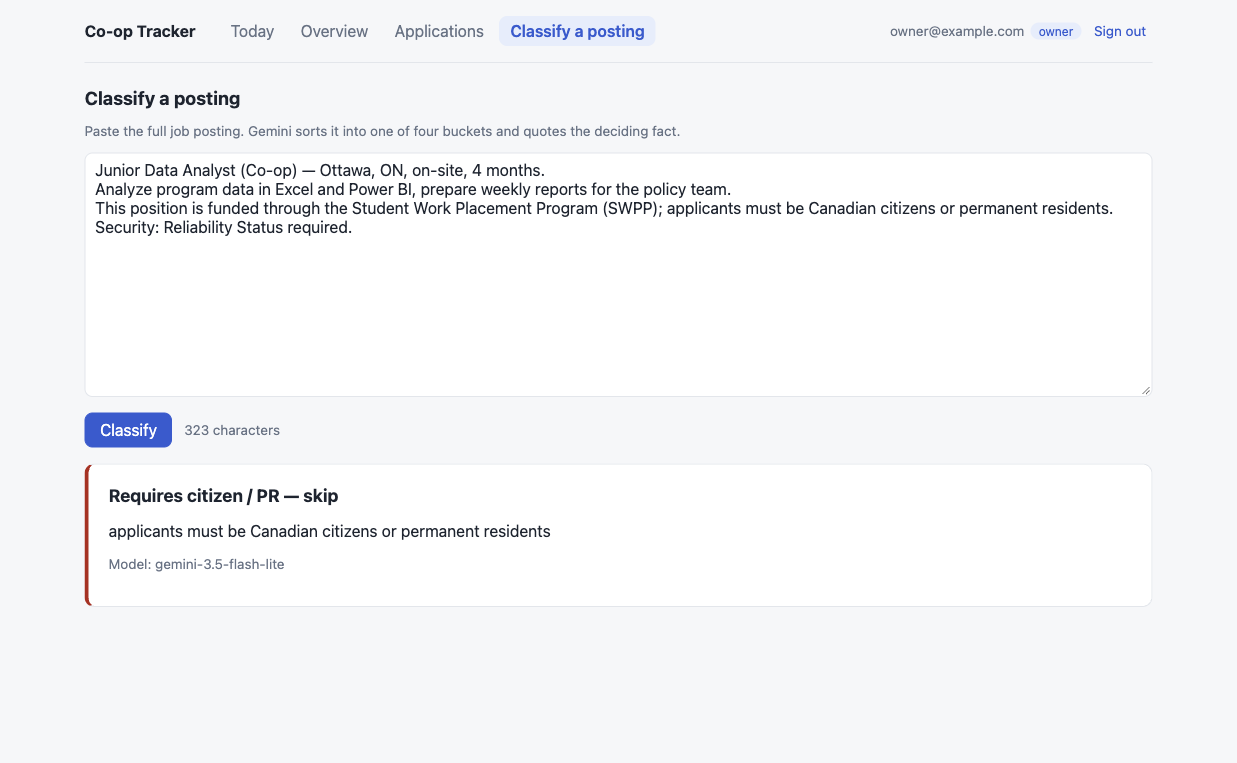 Co-op Tracker Today Overview Applications Classify a posting owner@example.com owner Sign out
Classify a posting
Paste the full job posting. Gemini sorts it into one of four buckets and quotes the deciding fact.
Junior Data Analyst (Co-op) — Ottawa, ON, on-site, 4 months.
Analyze program data in Excel and Power BI, prepare weekly reports for the policy team.
This position is funded through the Student Work Placement Program (SWPP); applicants must be Canadian citizens or permanent residents.
Security: Reliability Status required.
Classify 323 characters
Requires citizen / PR — skip
applicants must be Canadian citizens or permanent residents
Model: gemini-3.5-flash-lite